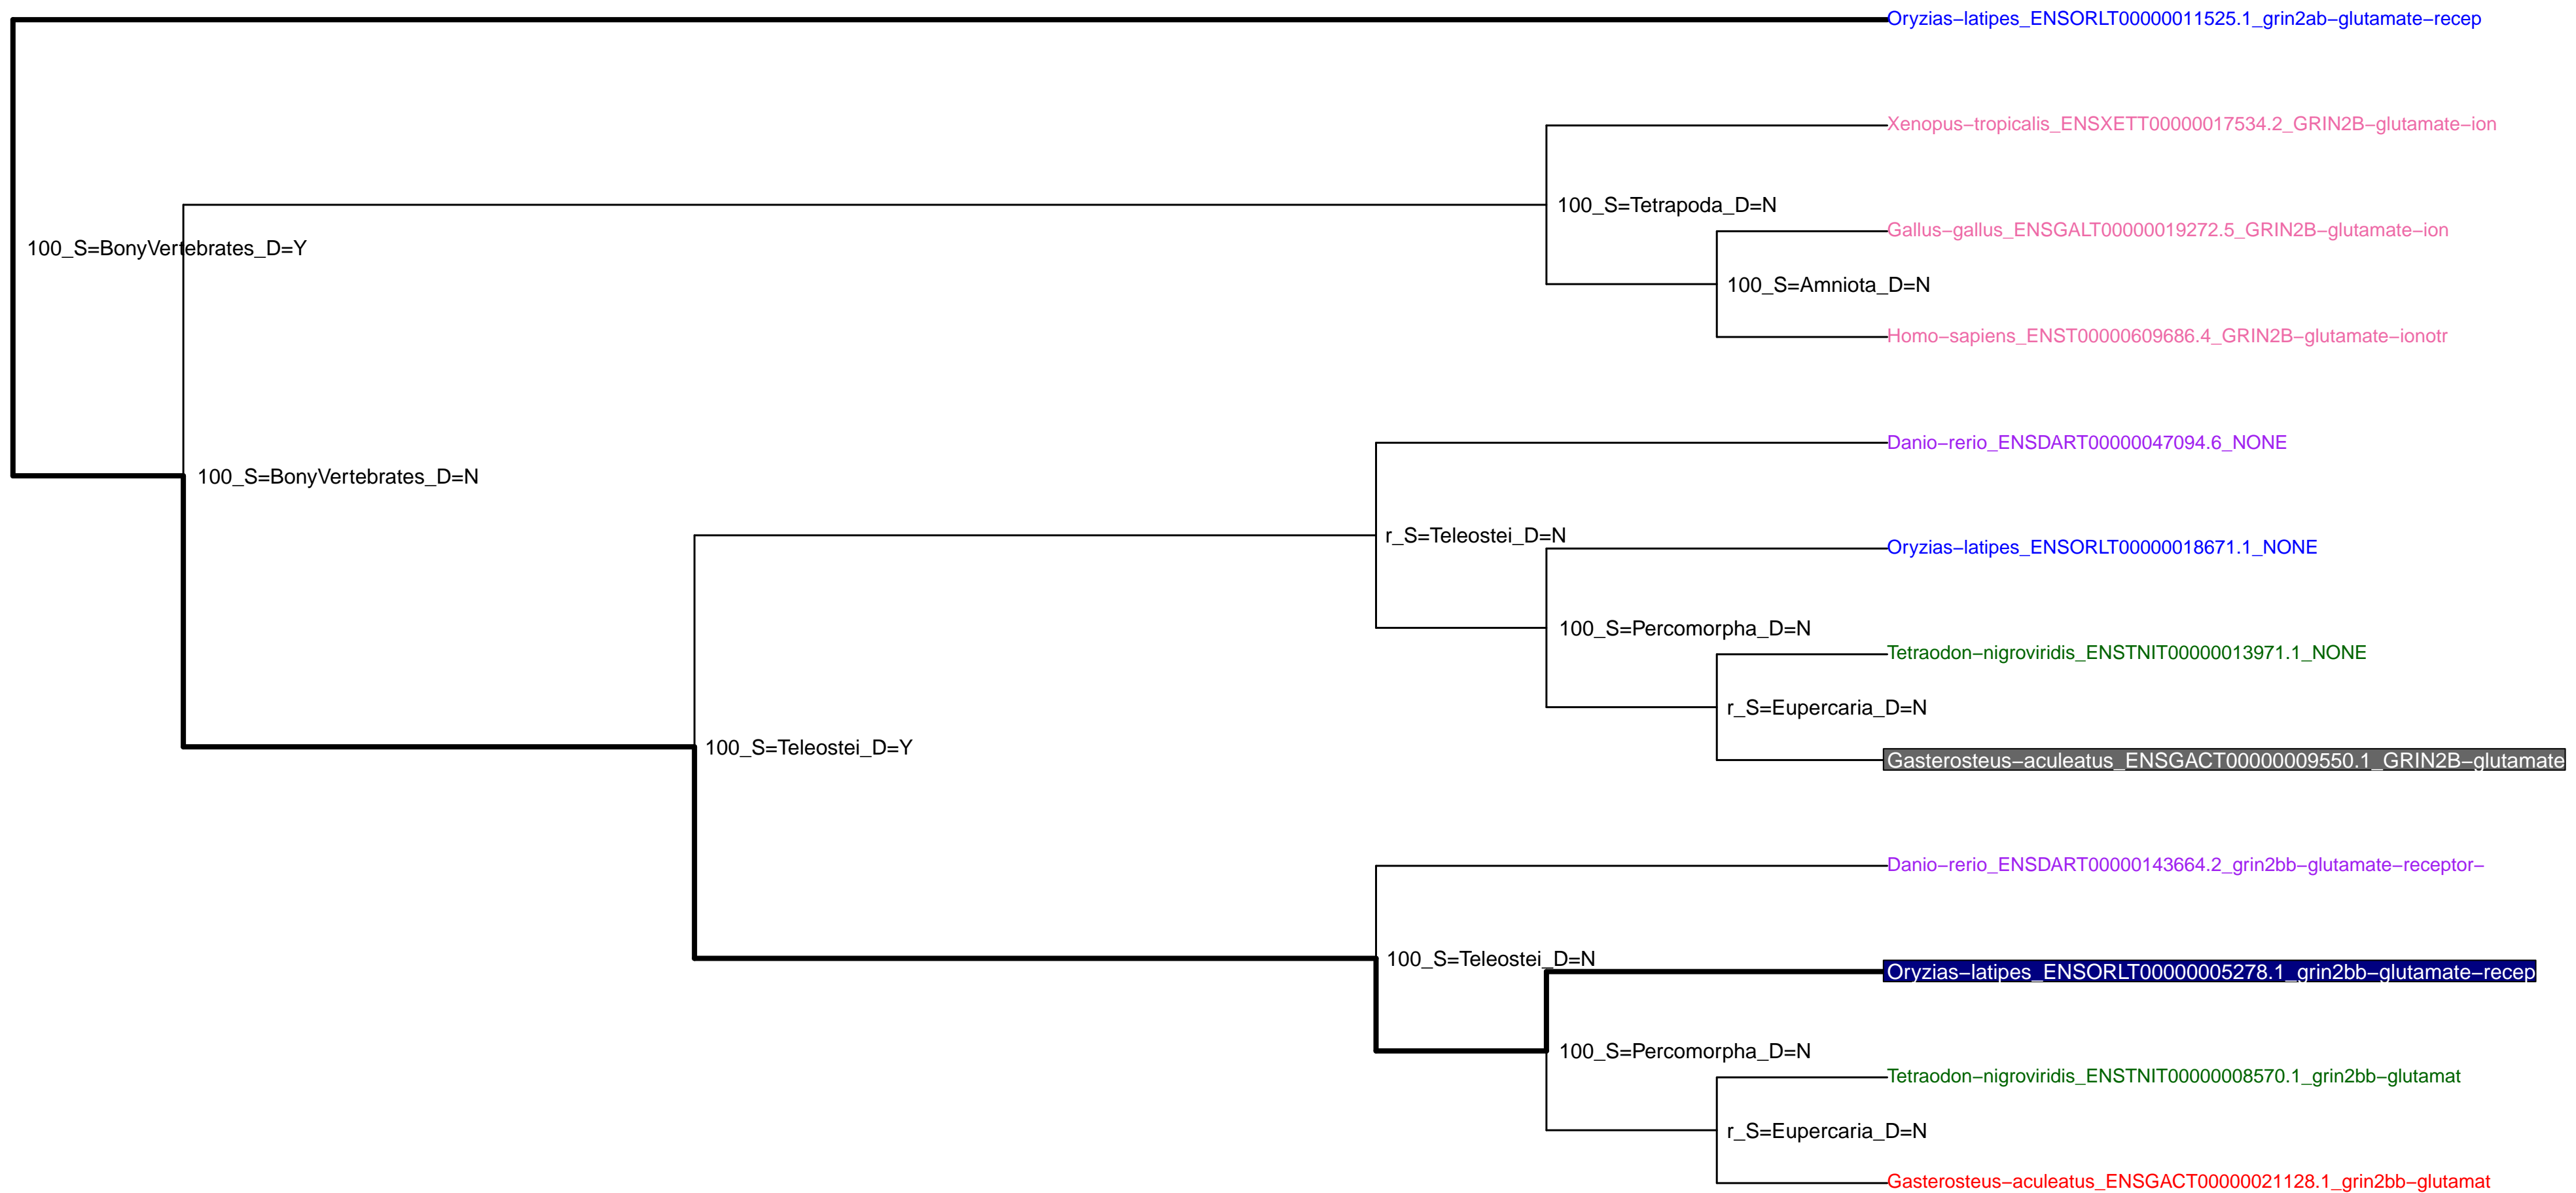 Oryzias−latipes_ENSORLT00000011525.1_grin2ab−glutamate−recep
Xenopus−tropicalis_ENSXETT00000017534.2_GRIN2B−glutamate−ion
100_S=Tetrapoda_D=N
Gallus−gallus_ENSGALT00000019272.5_GRIN2B−glutamate−ion
100_S=BonyVertebrates_D=Y
100_S=Amniota_D=N
Homo−sapiens_ENST00000609686.4_GRIN2B−glutamate−ionotr
Danio−rerio_ENSDART00000047094.6_NONE
100_S=BonyVertebrates_D=N
r_S=Teleostei_D=N
Oryzias−latipes_ENSORLT00000018671.1_NONE
100_S=Percomorpha_D=N
Tetraodon−nigroviridis_ENSTNIT00000013971.1_NONE
r_S=Eupercaria_D=N
100_S=Teleostei_D=Y
Gasterosteus−aculeatus_ENSGACT00000009550.1_GRIN2B−glutamate
Danio−rerio_ENSDART00000143664.2_grin2bb−glutamate−receptor−
100_S=Teleostei_D=N
Oryzias−latipes_ENSORLT00000005278.1_grin2bb−glutamate−recep
100_S=Percomorpha_D=N
Tetraodon−nigroviridis_ENSTNIT00000008570.1_grin2bb−glutamat
r_S=Eupercaria_D=N
Gasterosteus−aculeatus_ENSGACT00000021128.1_grin2bb−glutamat